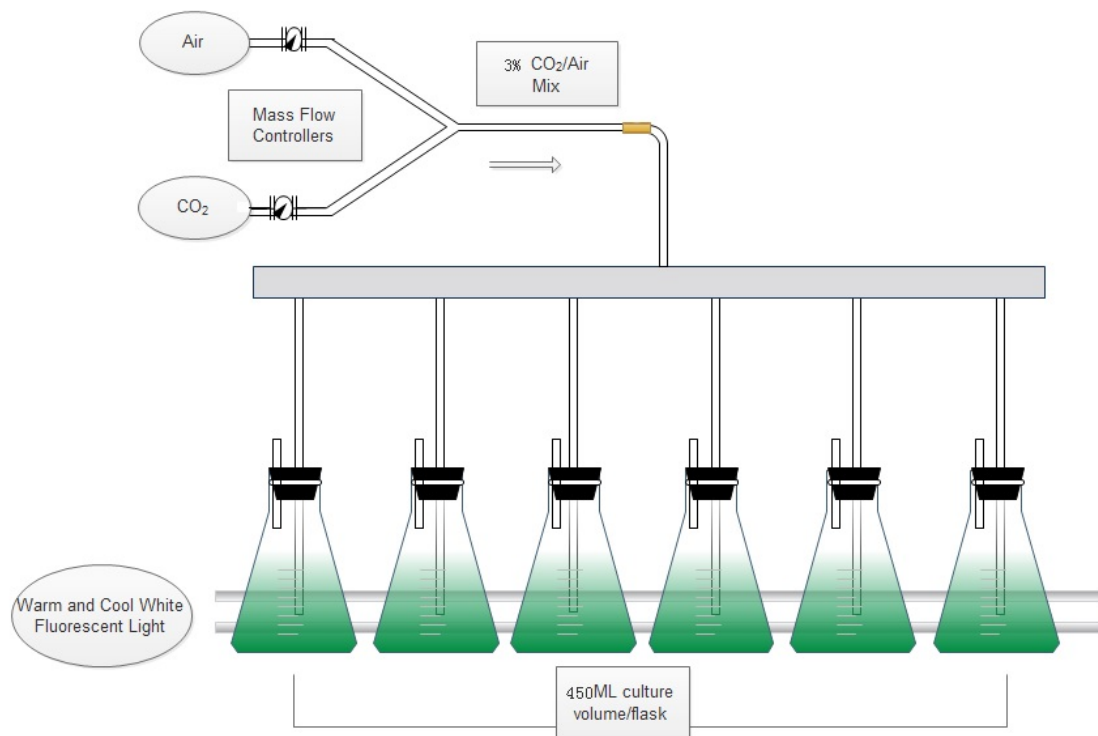 Air
3% CO₂/Air
Mix
Mass Flow
Controllers
CO₂
Warm and Cool White
Fluorescent Light
450ML culture
volume/flask